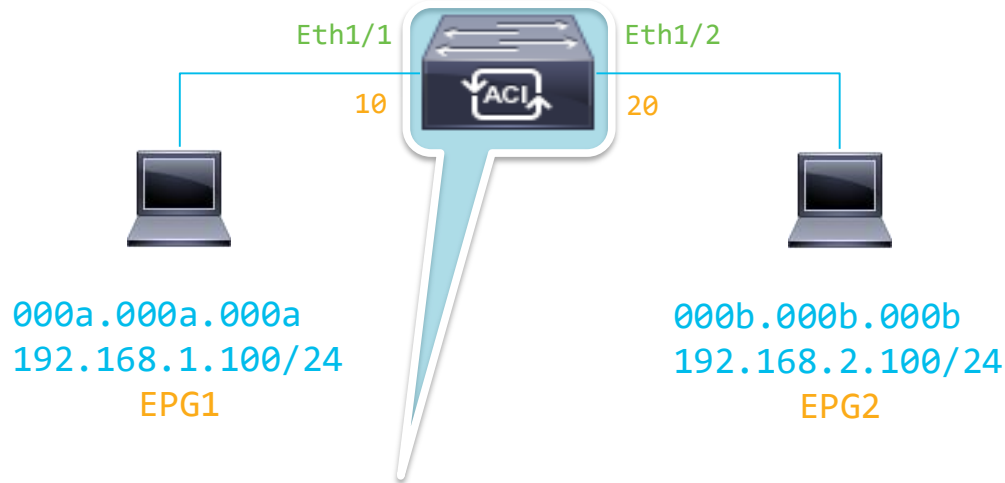 Eth1/1
Eth1/2
10
ACI
20
000a.000a.000a
192.168.1.100/24
EPG1
000b.000b.000b
192.168.2.100/24
EPG2